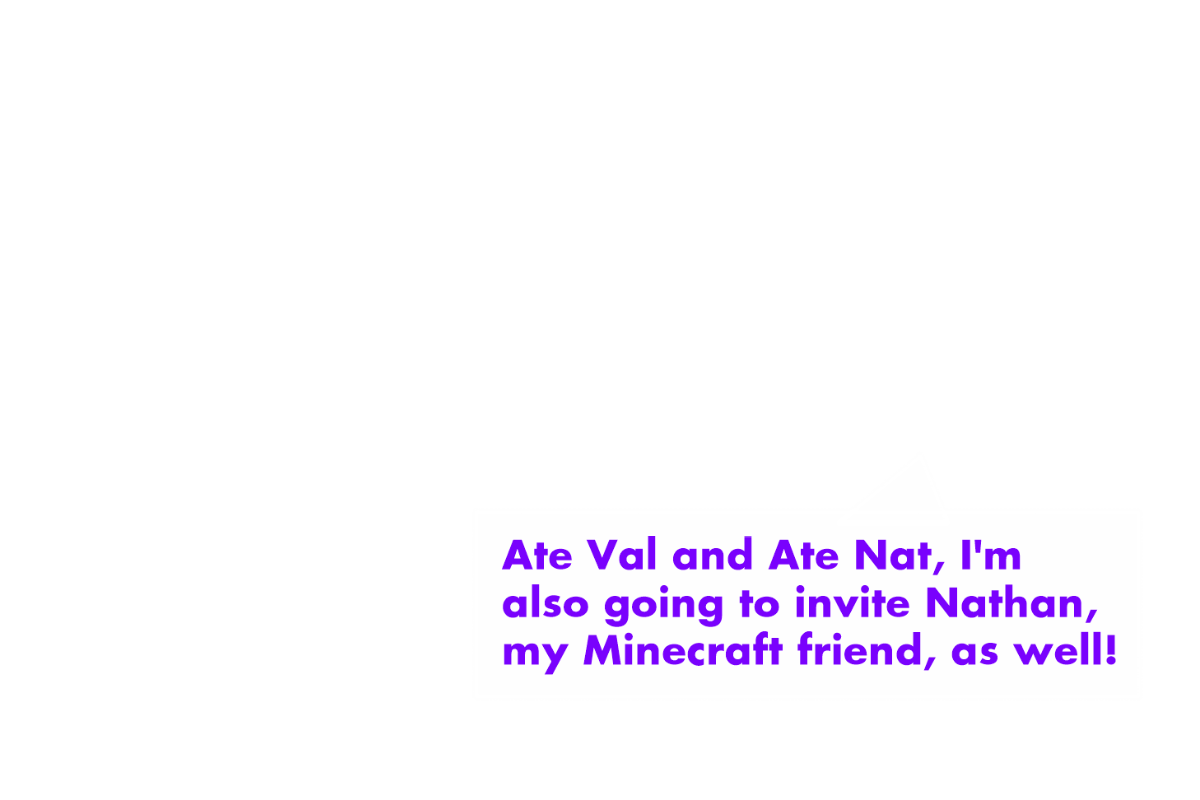 Ate Val and Ate Nat, I'm
also going to invite Nathan,
my Minecraft friend, as well!